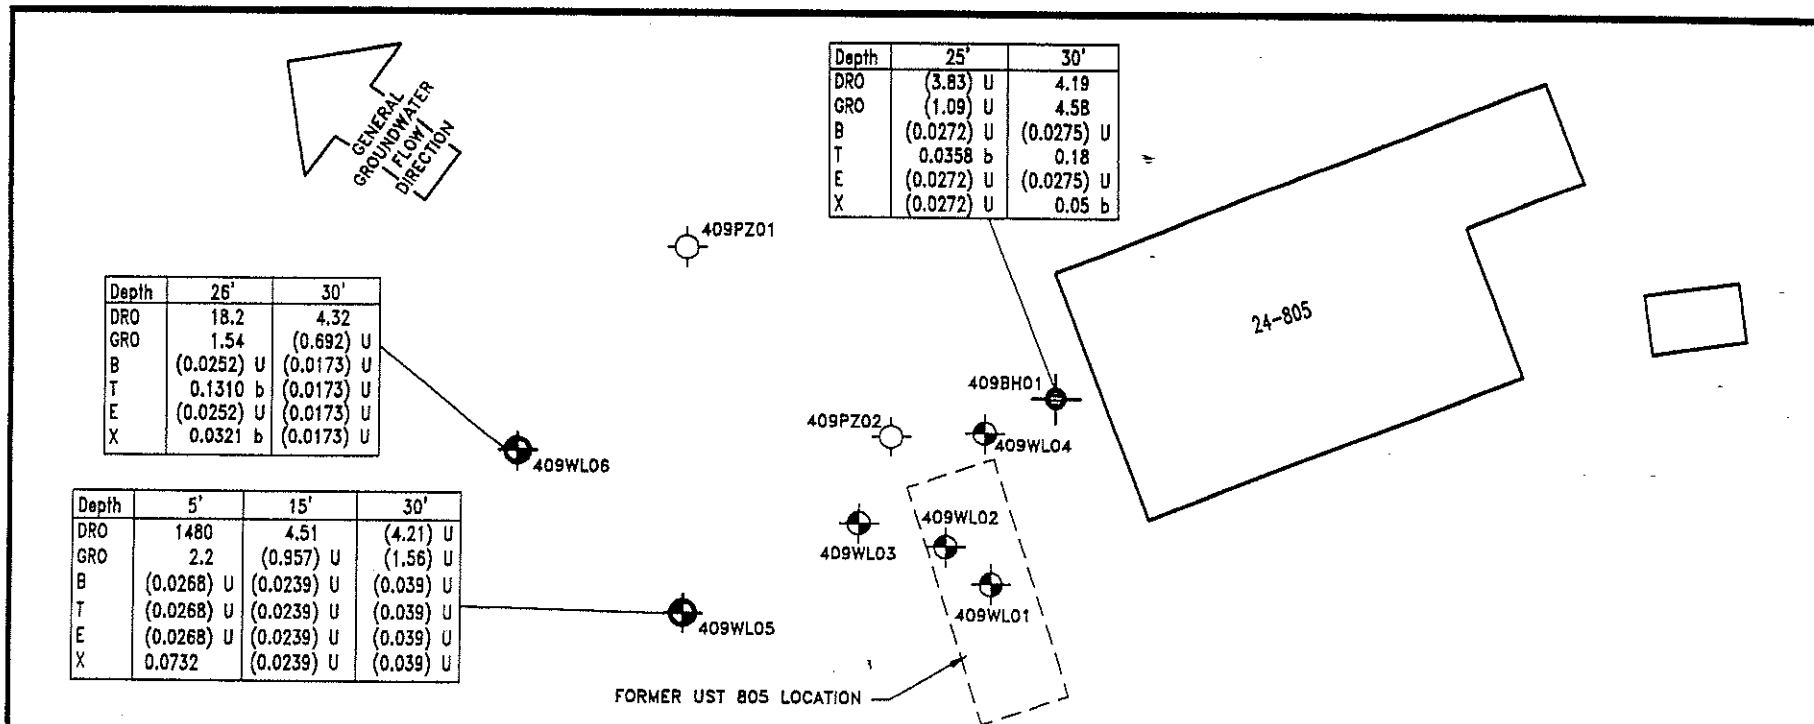 GENERAL
GROUNDWATER
FLOW
DIRECTION
Depth 25' 30'
DRO (3.83) U 4.19
GRO (1.09) U 4.58
B (0.0272) U (0.0275) U
T 0.0358 b 0.18
E (0.0272) U (0.0275) U
X (0.0272) U 0.05 b
409PZ01
24-805
Depth 26' 30'
DRO 18.2 4.32
GRO 1.54 (0.692) U
B (0.0252) U (0.0173) U
T 0.1310 b (0.0173) U
E (0.0252) U (0.0173) U
X 0.0321 b (0.0173) U
409BH01
409PZ02
409WL04
409WL06
Depth 5' 15' 30'
DRO 1480 4.51 (4.21) U
GRO 2.2 (0.957) U (1.56) U
B (0.0268) U (0.0239) U (0.039) U
T (0.0268) U (0.0239) U (0.039) U
E (0.0268) U (0.0239) U (0.039) U
X 0.0732 (0.0239) U (0.039) U
409WL02
409WL03
409WL01
409WL05
FORMER UST 805 LOCATION